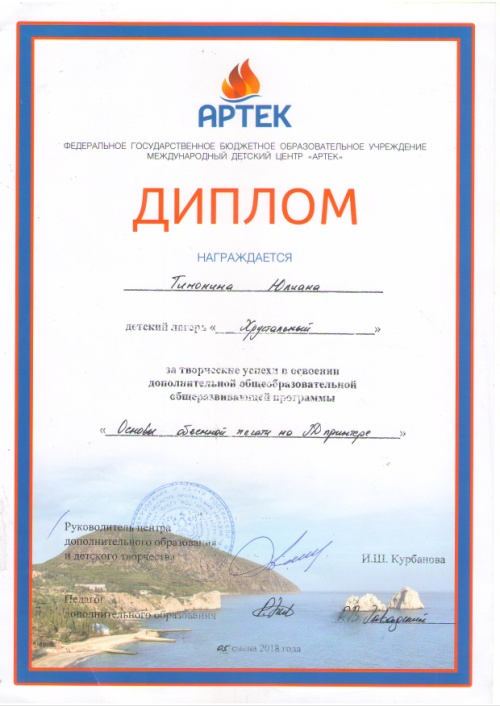 АРТЕК
ФЕДЕРАЛЬНОЕ ГОСУДАРСТВЕННОЕ БЮДЖЕТНОЕ ОБРАЗОВАТЕЛЬНОЕ УЧРЕЖДЕНИЕ
МЕЖДУНАРОДНЫЙ ДЕТСКИЙ ЦЕНТР «АРТЕК»
ДИПЛОМ
НАГРАЖДАЕТСЯ
Тимонина Юлиана
детский лагерь «Хрустальный»
за творческие успехи в освоении
дополнительной общеобразовательной
общеразвивающей программы
«Основы объемной печати на 3D принтере»
Руководитель центра
дополнительного образования
и детского творчества
И.Ш. Курбанова
Педагог
дополнительного образования
05 смена 2018 года